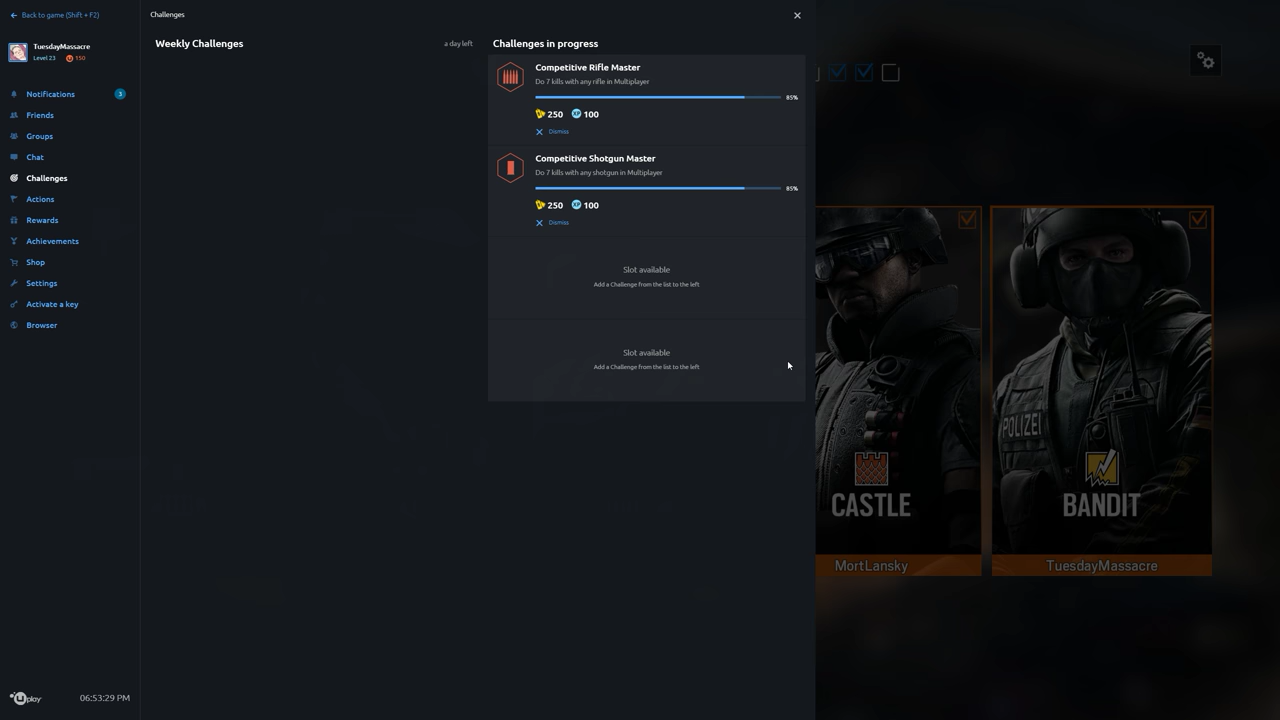 Back to game (Shift + F2)
TuesdayMassacre
Level 23 150
Notifications 3
Friends
Groups
Chat
Challenges
Actions
Rewards
Achievements
Shop
Settings
Activate a key
Browser
uplay 06:53:29 PM
Challenges
Weekly Challenges a day left
Challenges in progress
Competitive Rifle Master
Do 7 kills with any rifle in Multiplayer
85%
250 XP 100
Dismiss
Competitive Shotgun Master
Do 7 kills with any shotgun in Multiplayer
85%
250 XP 100
Dismiss
Slot available
Add a Challenge from the list to the left
Slot available
Add a Challenge from the list to the left
CASTLE
MortLansky
POLIZEI
BANDIT
TuesdayMassacre